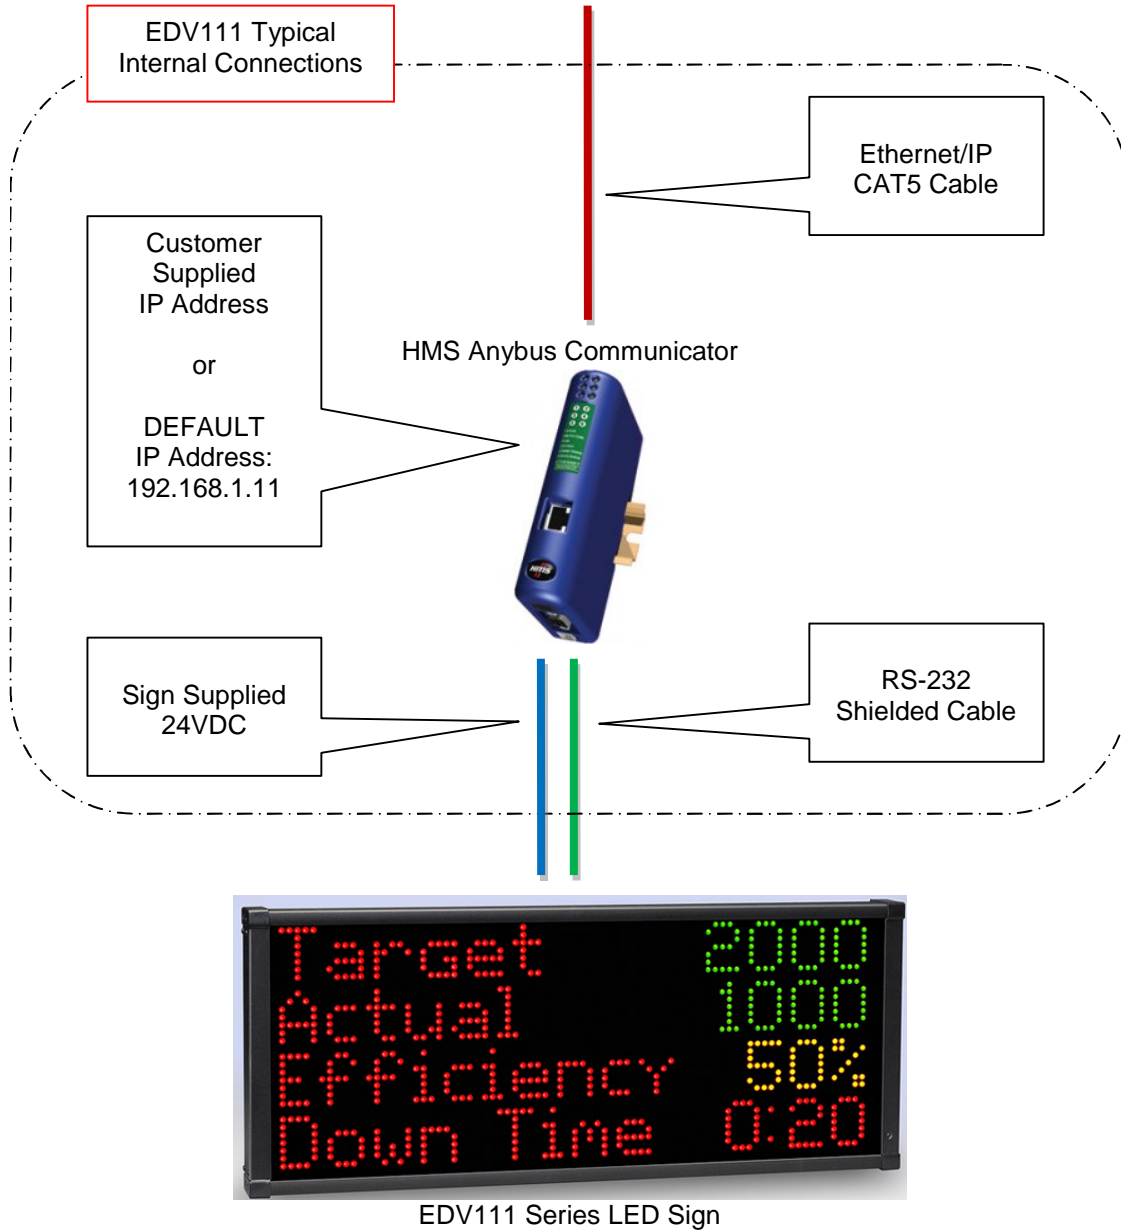 EDV111 Typical
Internal Connections
Ethernet/IP
CAT5 Cable
Customer
Supplied
IP Address
or
DEFAULT
IP Address:
192.168.1.11
HMS Anybus Communicator
HMS
Sign Supplied
24VDC
RS-232
Shielded Cable
Target 2000
Actual 1000
Efficiency 50%
Down Time 0:20
EDV111 Series LED Sign